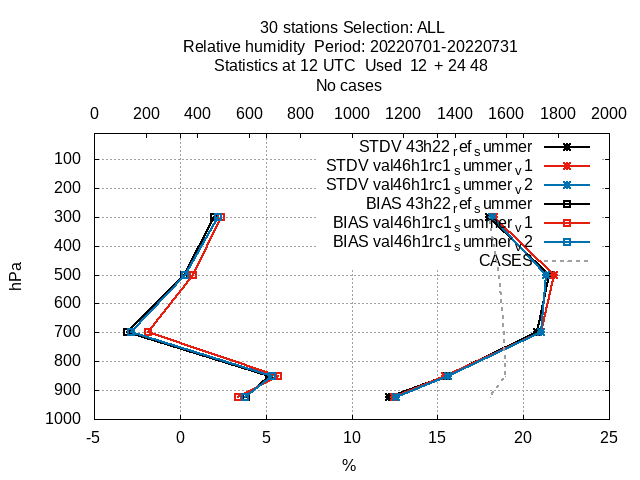 30 stations Selection: ALL
Relative humidity  Period: 20220701-20220731
Statistics at 12 UTC  Used  12  + 24 48
No cases
0 200 400 600 800 1000 1200 1400 1600 1800 2000
STDV 43h22_ref_summer
100
STDV val46h1rc1_summer_v1
STDV val46h1rc1_summer_v2
200
BIAS 43h22_ref_summer
300
BIAS val46h1rc1_summer_v1
BIAS val46h1rc1_summer_v2
400
CASES
500
hPa
600
700
800
900
1000
-5 0 5 10 15 20 25
%